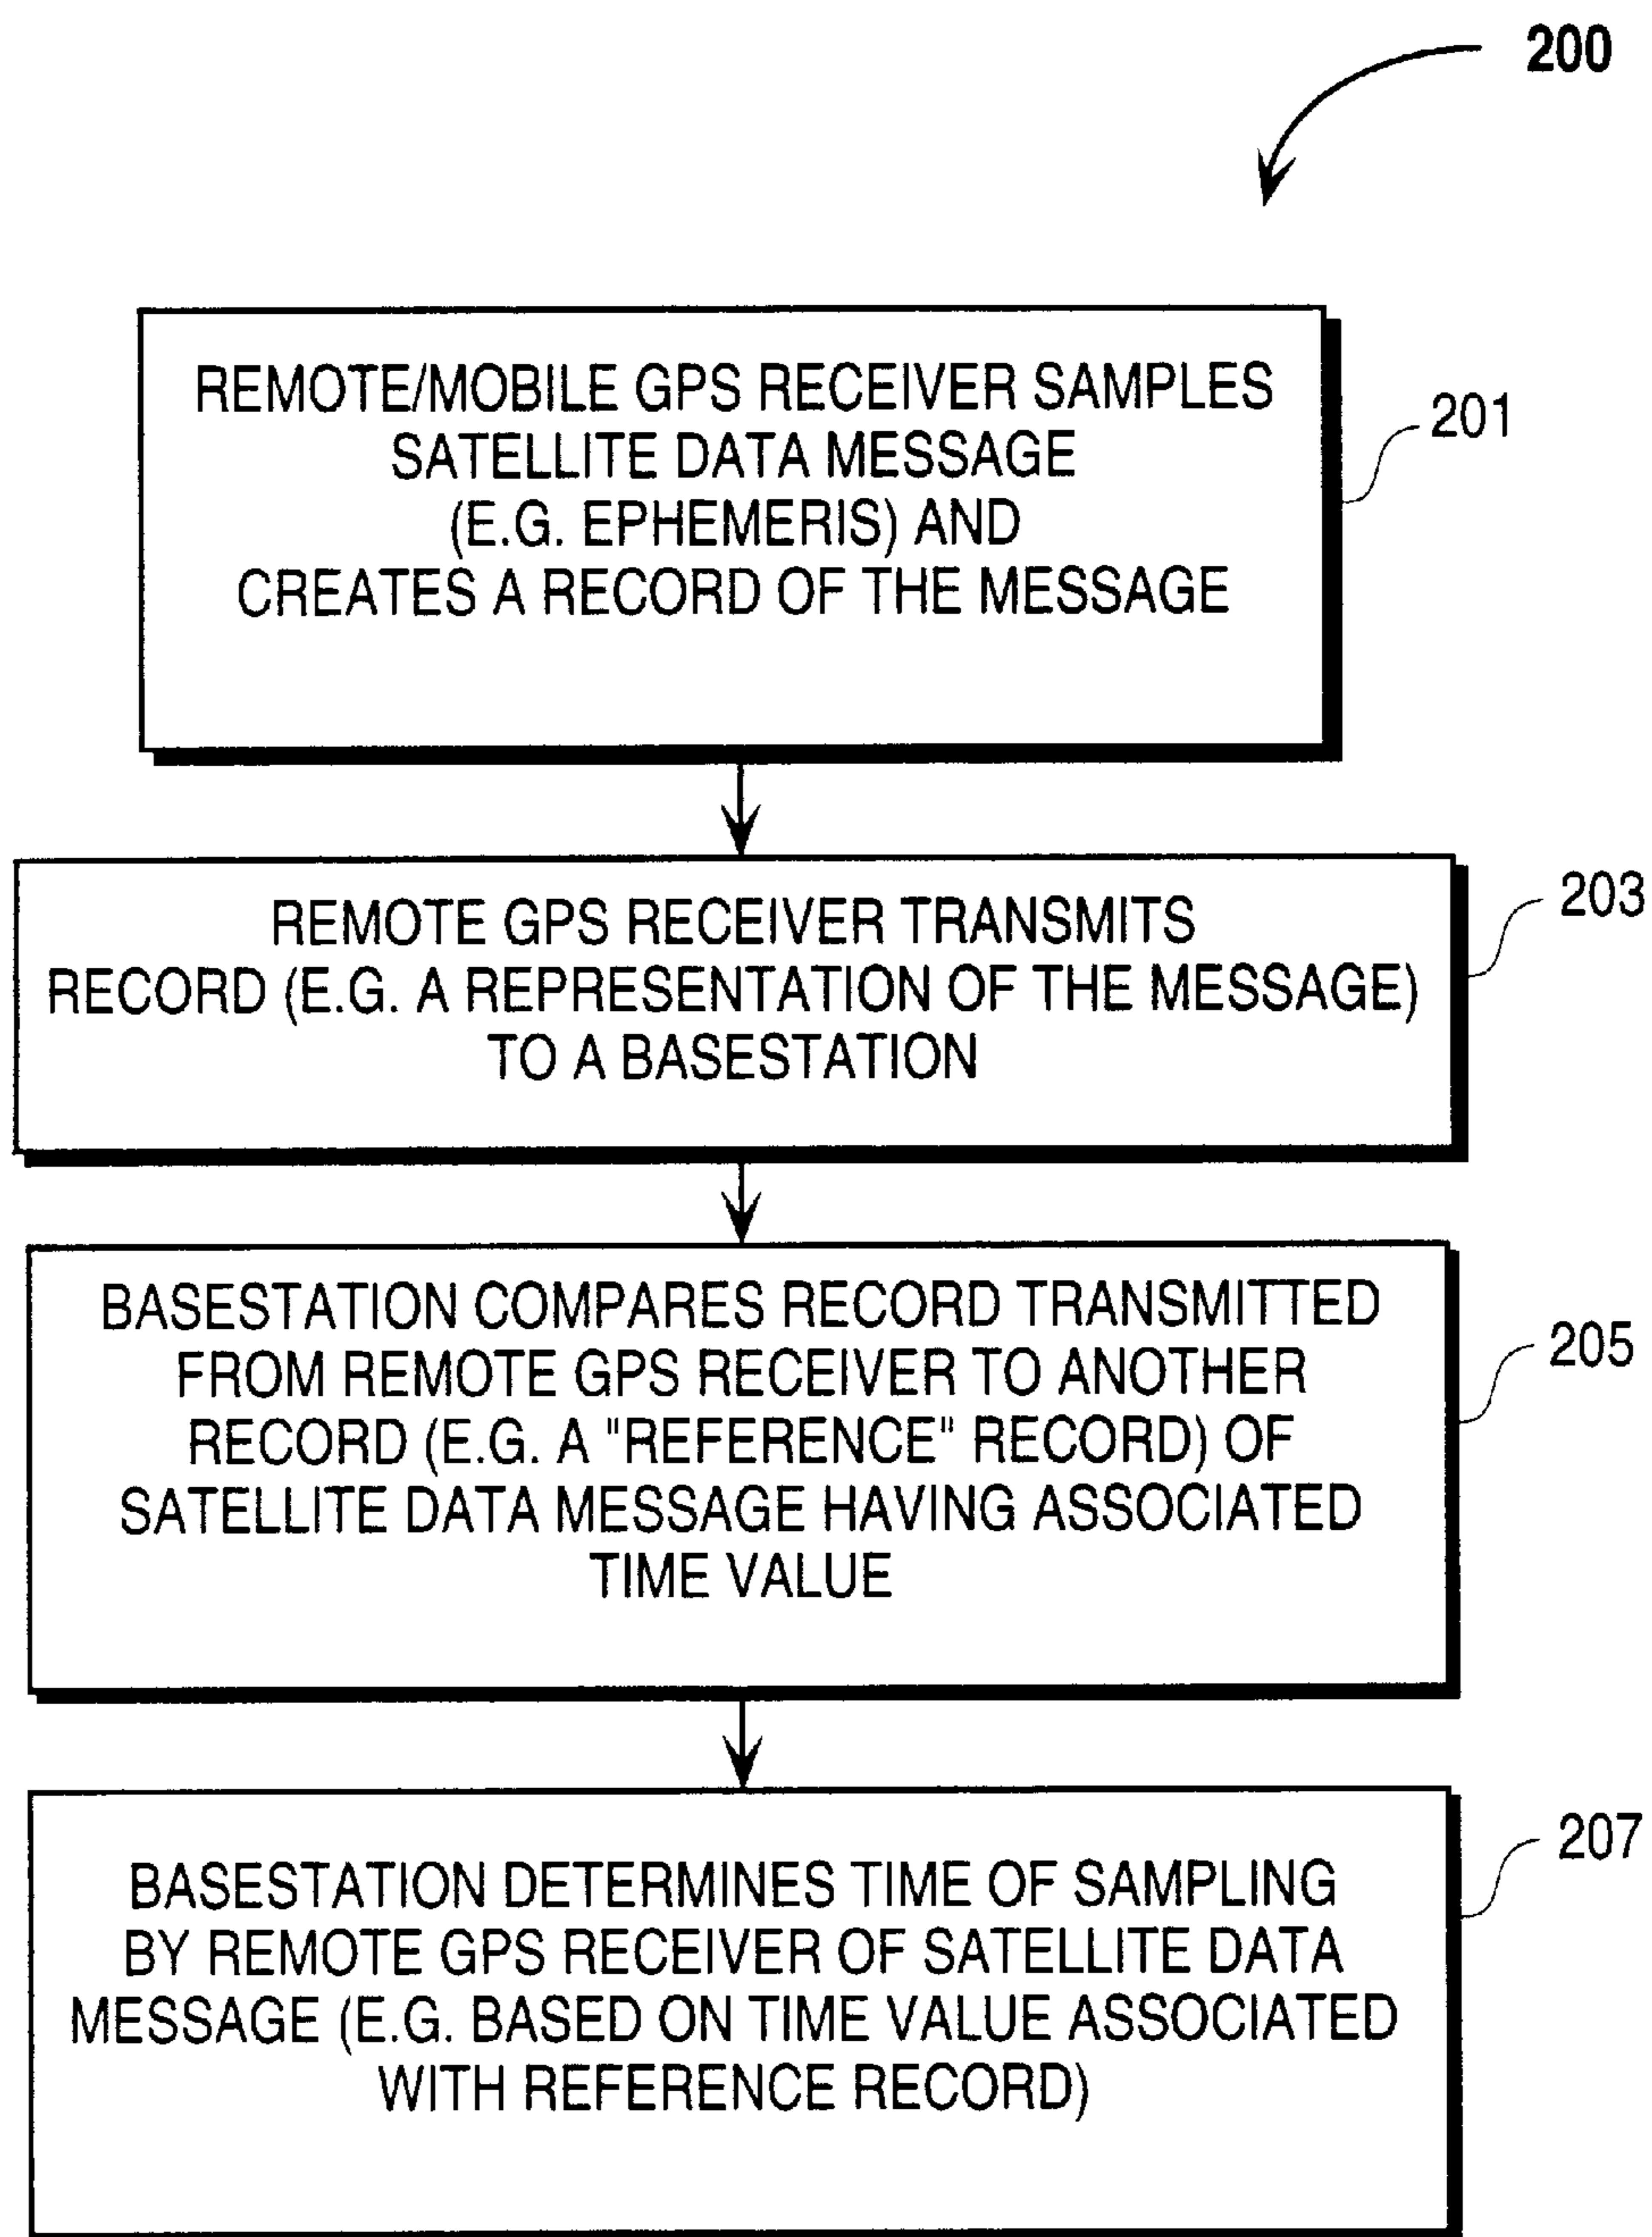 200
REMOTE/MOBILE GPS RECEIVER SAMPLES
SATELLITE DATA MESSAGE
(E.G. EPHEMERIS) AND
CREATES A RECORD OF THE MESSAGE
201
REMOTE GPS RECEIVER TRANSMITS
RECORD (E.G. A REPRESENTATION OF THE MESSAGE)
TO A BASESTATION
203
BASESTATION COMPARES RECORD TRANSMITTED
FROM REMOTE GPS RECEIVER TO ANOTHER
RECORD (E.G. A "REFERENCE" RECORD) OF
SATELLITE DATA MESSAGE HAVING ASSOCIATED
TIME VALUE
205
BASESTATION DETERMINES TIME OF SAMPLING
BY REMOTE GPS RECEIVER OF SATELLITE DATA
MESSAGE (E.G. BASED ON TIME VALUE ASSOCIATED
WITH REFERENCE RECORD)
207